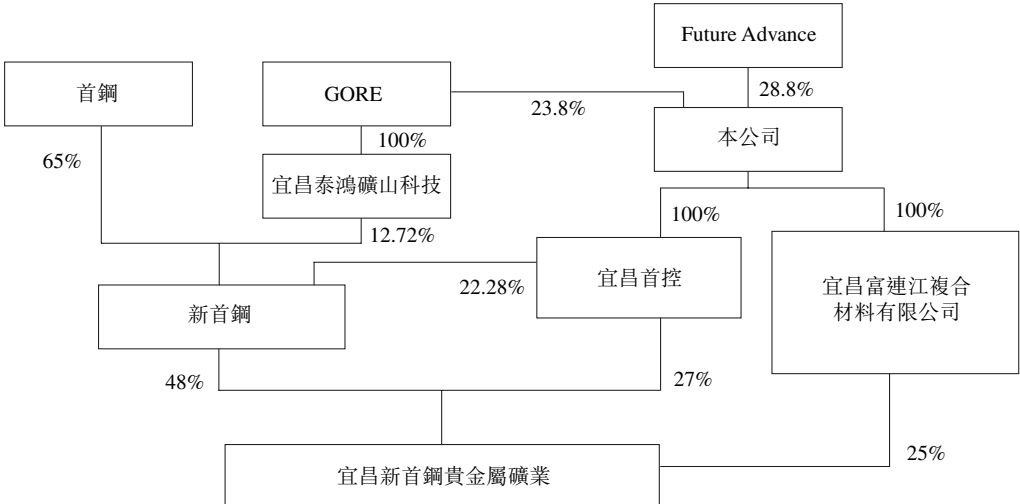 Future Advance
首鋼
GORE
28.8%
23.8%
本公司
65%
100%
宜昌泰鴻礦山科技
100%
100%
12.72%
宜昌首控
22.28%
宜昌富連江複合
材料有限公司
新首鋼
48%
27%
25%
宜昌新首鋼貴金屬礦業